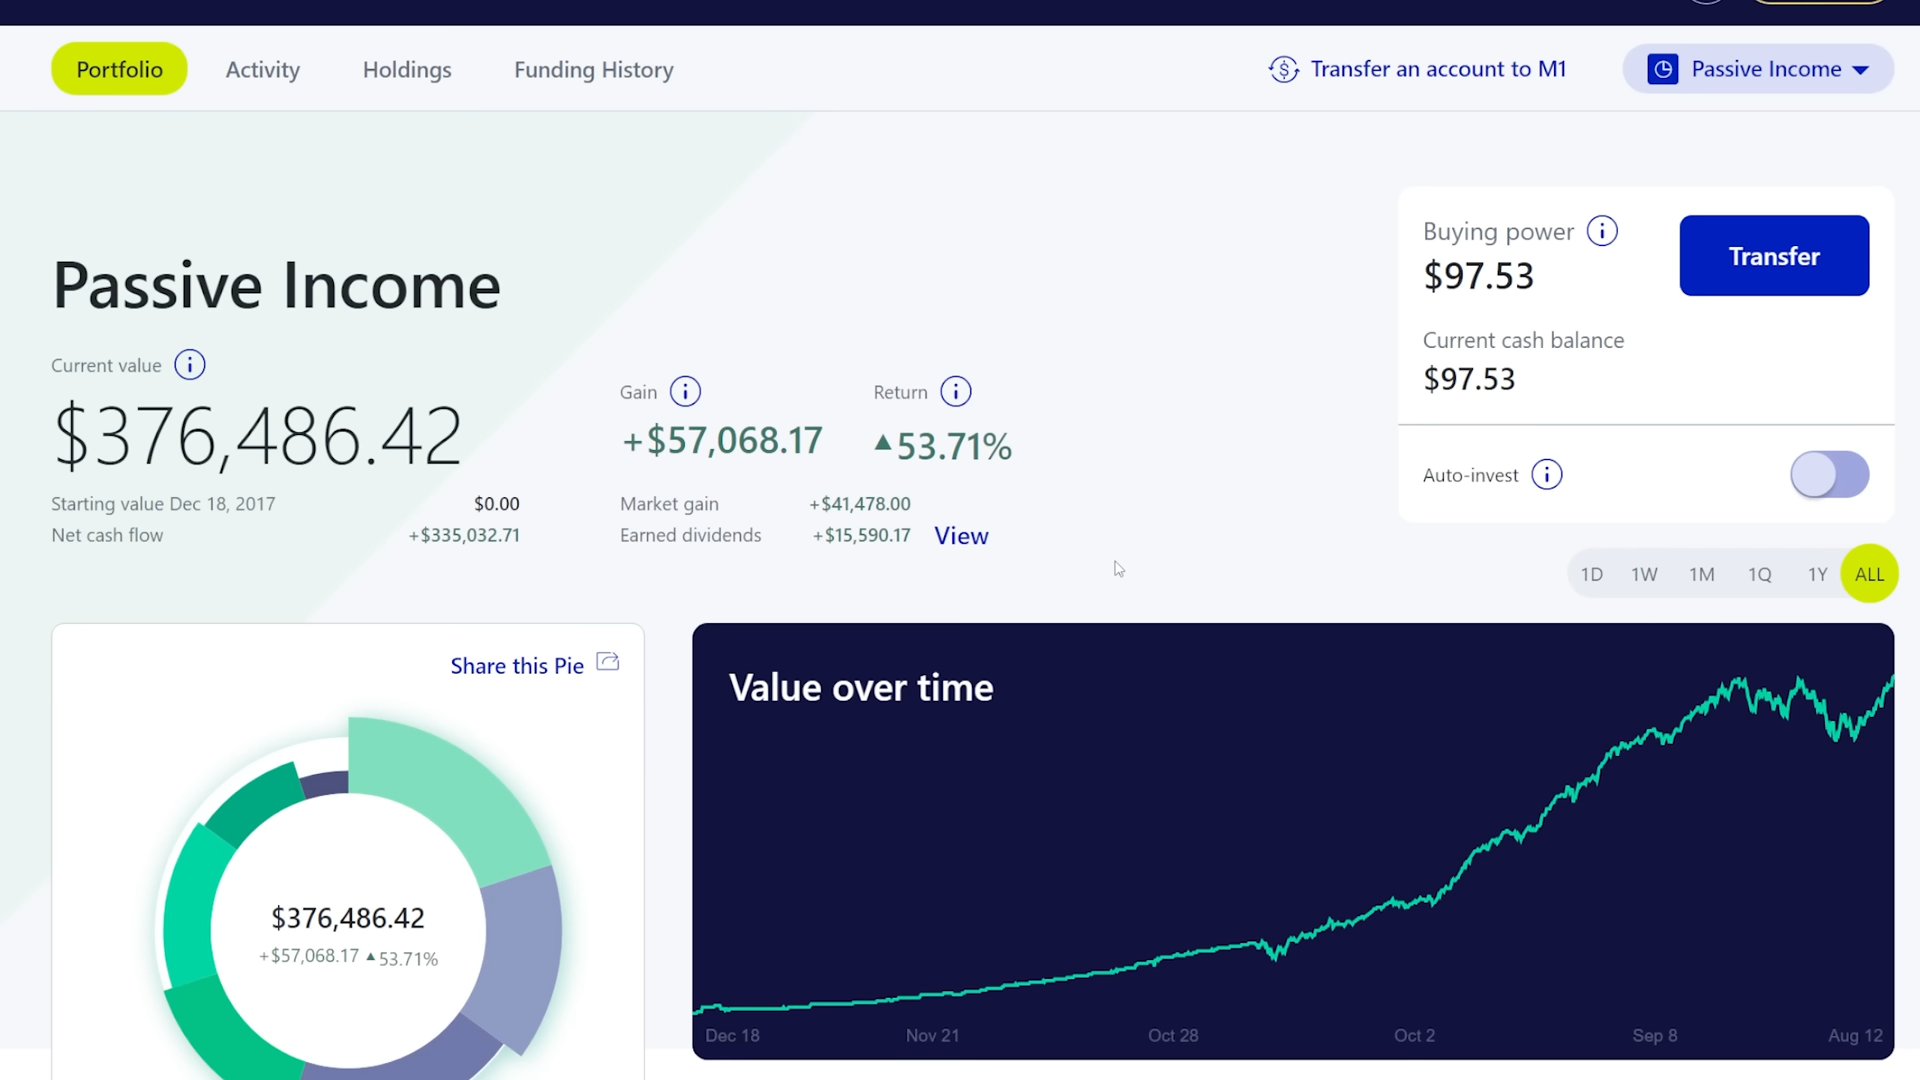 Portfolio Activity Holdings Funding History Transfer an account to M1 Passive Income
Buying power
$97.53
Transfer
Current cash balance
$97.53
Auto-invest
Passive Income
Current value
$376,486.42
Starting value Dec 18, 2017 $0.00
Net cash flow +$335,032.71
Gain Return
+$57,068.17 ▲53.71%
Market gain +$41,478.00
Earned dividends +$15,590.17 View
1D 1W 1M 1Q 1Y ALL
Share this Pie
$376,486.42
+$57,068.17 ▲53.71%
Value over time
Dec 18 Nov 21 Oct 28 Oct 2 Sep 8 Aug 12